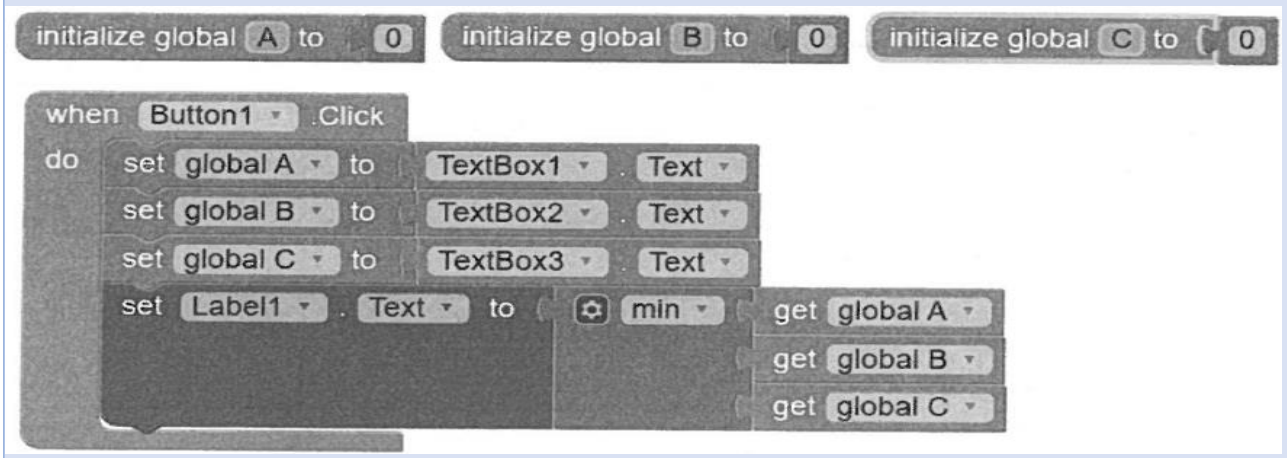 initialize global A to 0 initialize global B to 0 initialize global C to 0
when Button1 .Click
do set global A to TextBox1 . Text
set global B to TextBox2 . Text
set global C to TextBox3 . Text
set Label1 . Text to min get global A
get global B
get global C